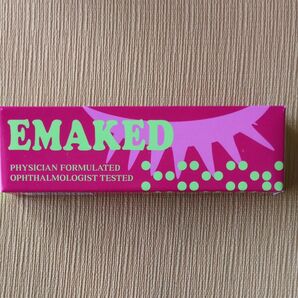 EMAKED
PHYSICIAN FORMULATED
OPHTHALMOLOGIST TESTED